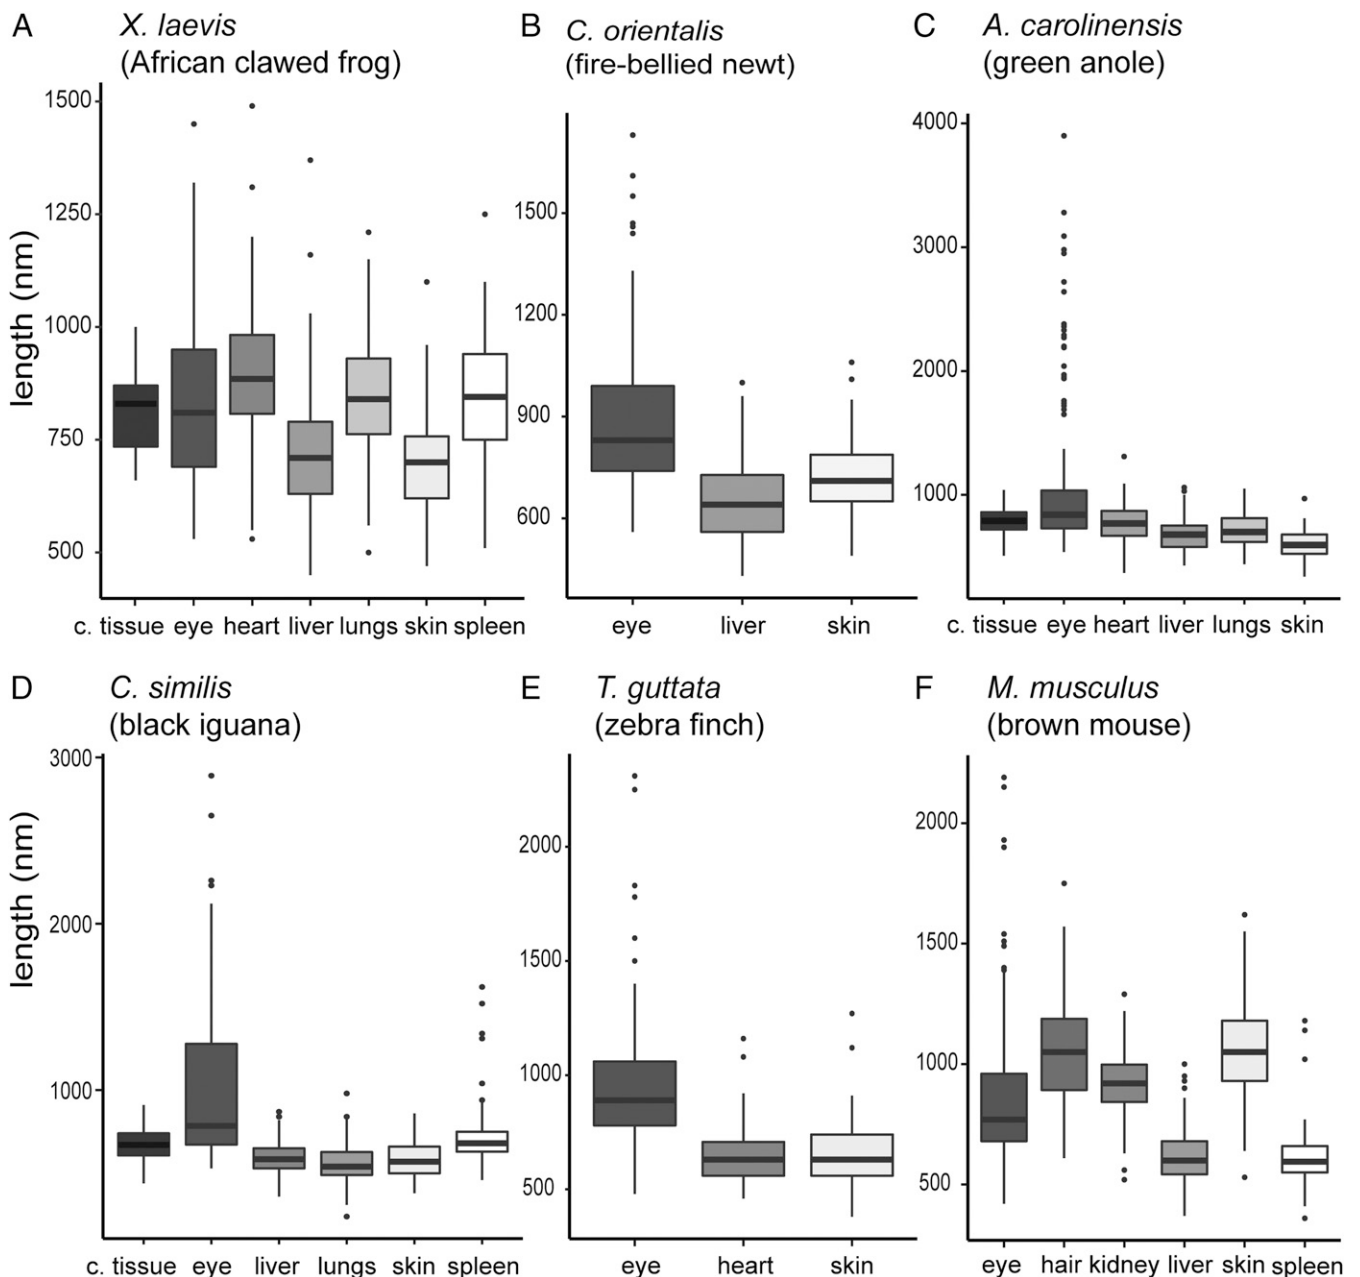 A
X. laevis
(African clawed frog)
length (nm)
1500
1250
1000
750
500
c. tissue eye heart liver lungs skin spleen
B
C. orientalis
(fire-bellied newt)
1500
1200
900
600
eye liver skin
C
A. carolinensis
(green anole)
4000
3000
2000
1000
c. tissue eye heart liver lungs skin
D
C. similis
(black iguana)
length (nm)
3000
2000
1000
c. tissue eye liver lungs skin spleen
E
T. guttata
(zebra finch)
2000
1500
1000
500
eye heart skin
F
M. musculus
(brown mouse)
2000
1500
1000
500
eye hair kidney liver skin spleen